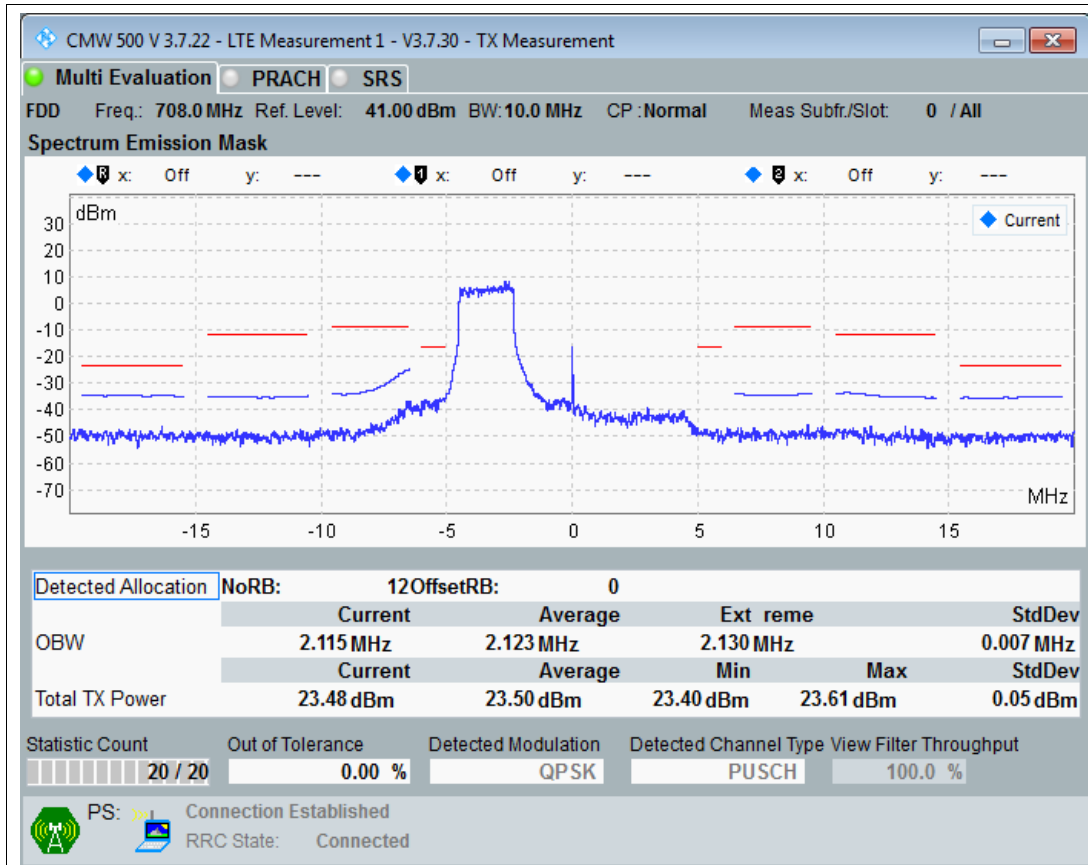 CMW 500 V 3.7.22 - LTE Measurement 1 - V3.7.30 - TX Measurement
Multi Evaluation PRACH SRS
FDD Freq.: 708.0 MHz Ref. Level: 41.00 dBm BW: 10.0 MHz CP : Normal Meas Subfr./Slot: 0 / All
Spectrum Emission Mask
R x: Off y: --- 1 x: Off y: --- 2 x: Off y: ---
dBm
Current
30
20
10
0
-10
-20
-30
-40
-50
-60
-70
MHz
-15 -10 -5 0 5 10 15
Detected Allocation NoRB: 12 OffsetRB: 0
Current Average Ext reme StdDev
OBW 2.115 MHz 2.123 MHz 2.130 MHz 0.007 MHz
Current Average Min Max StdDev
Total TX Power 23.48 dBm 23.50 dBm 23.40 dBm 23.61 dBm 0.05 dBm
Statistic Count Out of Tolerance Detected Modulation Detected Channel Type View Filter Throughput
20 / 20 0.00 % QPSK PUSCH 100.0 %
PS: Connection Established
RRC State: Connected